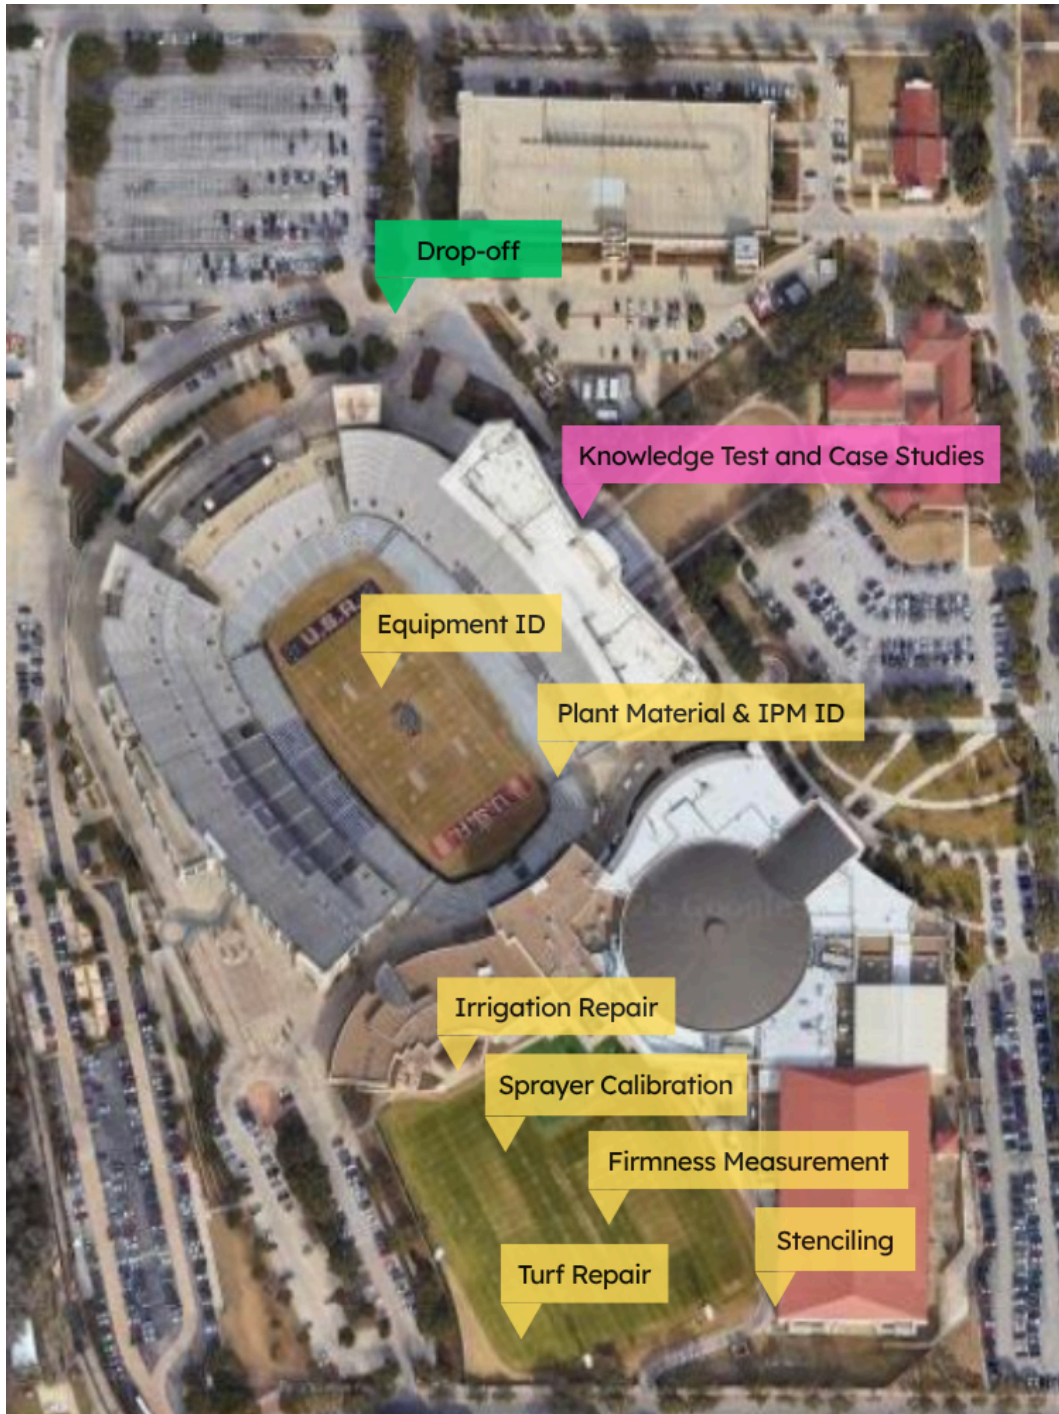 Drop-off
Knowledge Test and Case Studies
Equipment ID
Plant Material & IPM ID
Irrigation Repair
Sprayer Calibration
Firmness Measurement
Stenciling
Turf Repair